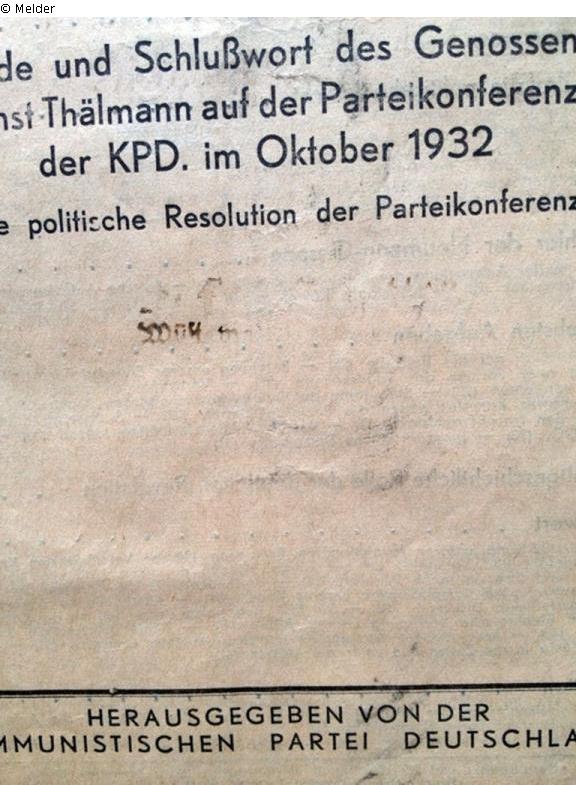 © Melder
de und Schlußwort des Genossen
nst Thälmann auf der Parteikonferenz
der KPD. im Oktober 1932
e politische Resolution der Parteikonferenz
HERAUSGEGEBEN VON DER
MMUNISTISCHEN PARTEI DEUTSCHLA